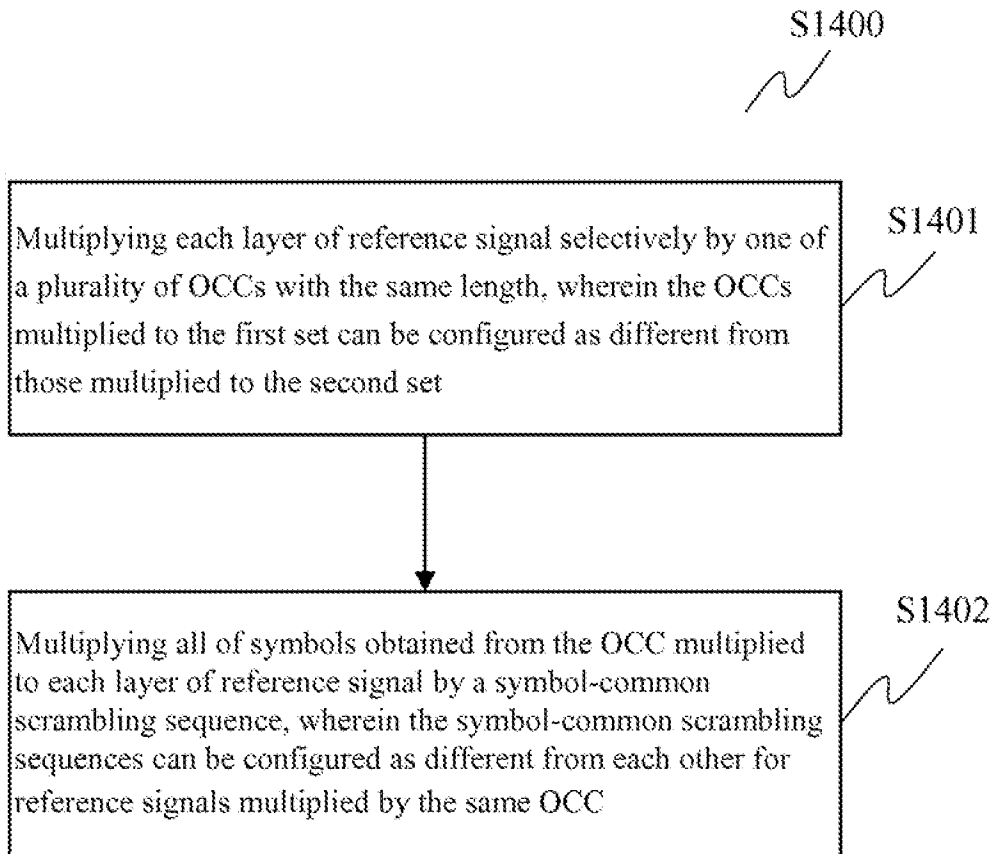 S1400
S1401
Multiplying each layer of reference signal selectively by one of
a plurality of OCCs with the same length, wherein the OCCs
multiplied to the first set can be configured as different from
those multiplied to the second set
S1402
Multiplying all of symbols obtained from the OCC multiplied
to each layer of reference signal by a symbol-common
scrambling sequence, wherein the symbol-common scrambling
sequences can be configured as different from each other for
reference signals multiplied by the same OCC